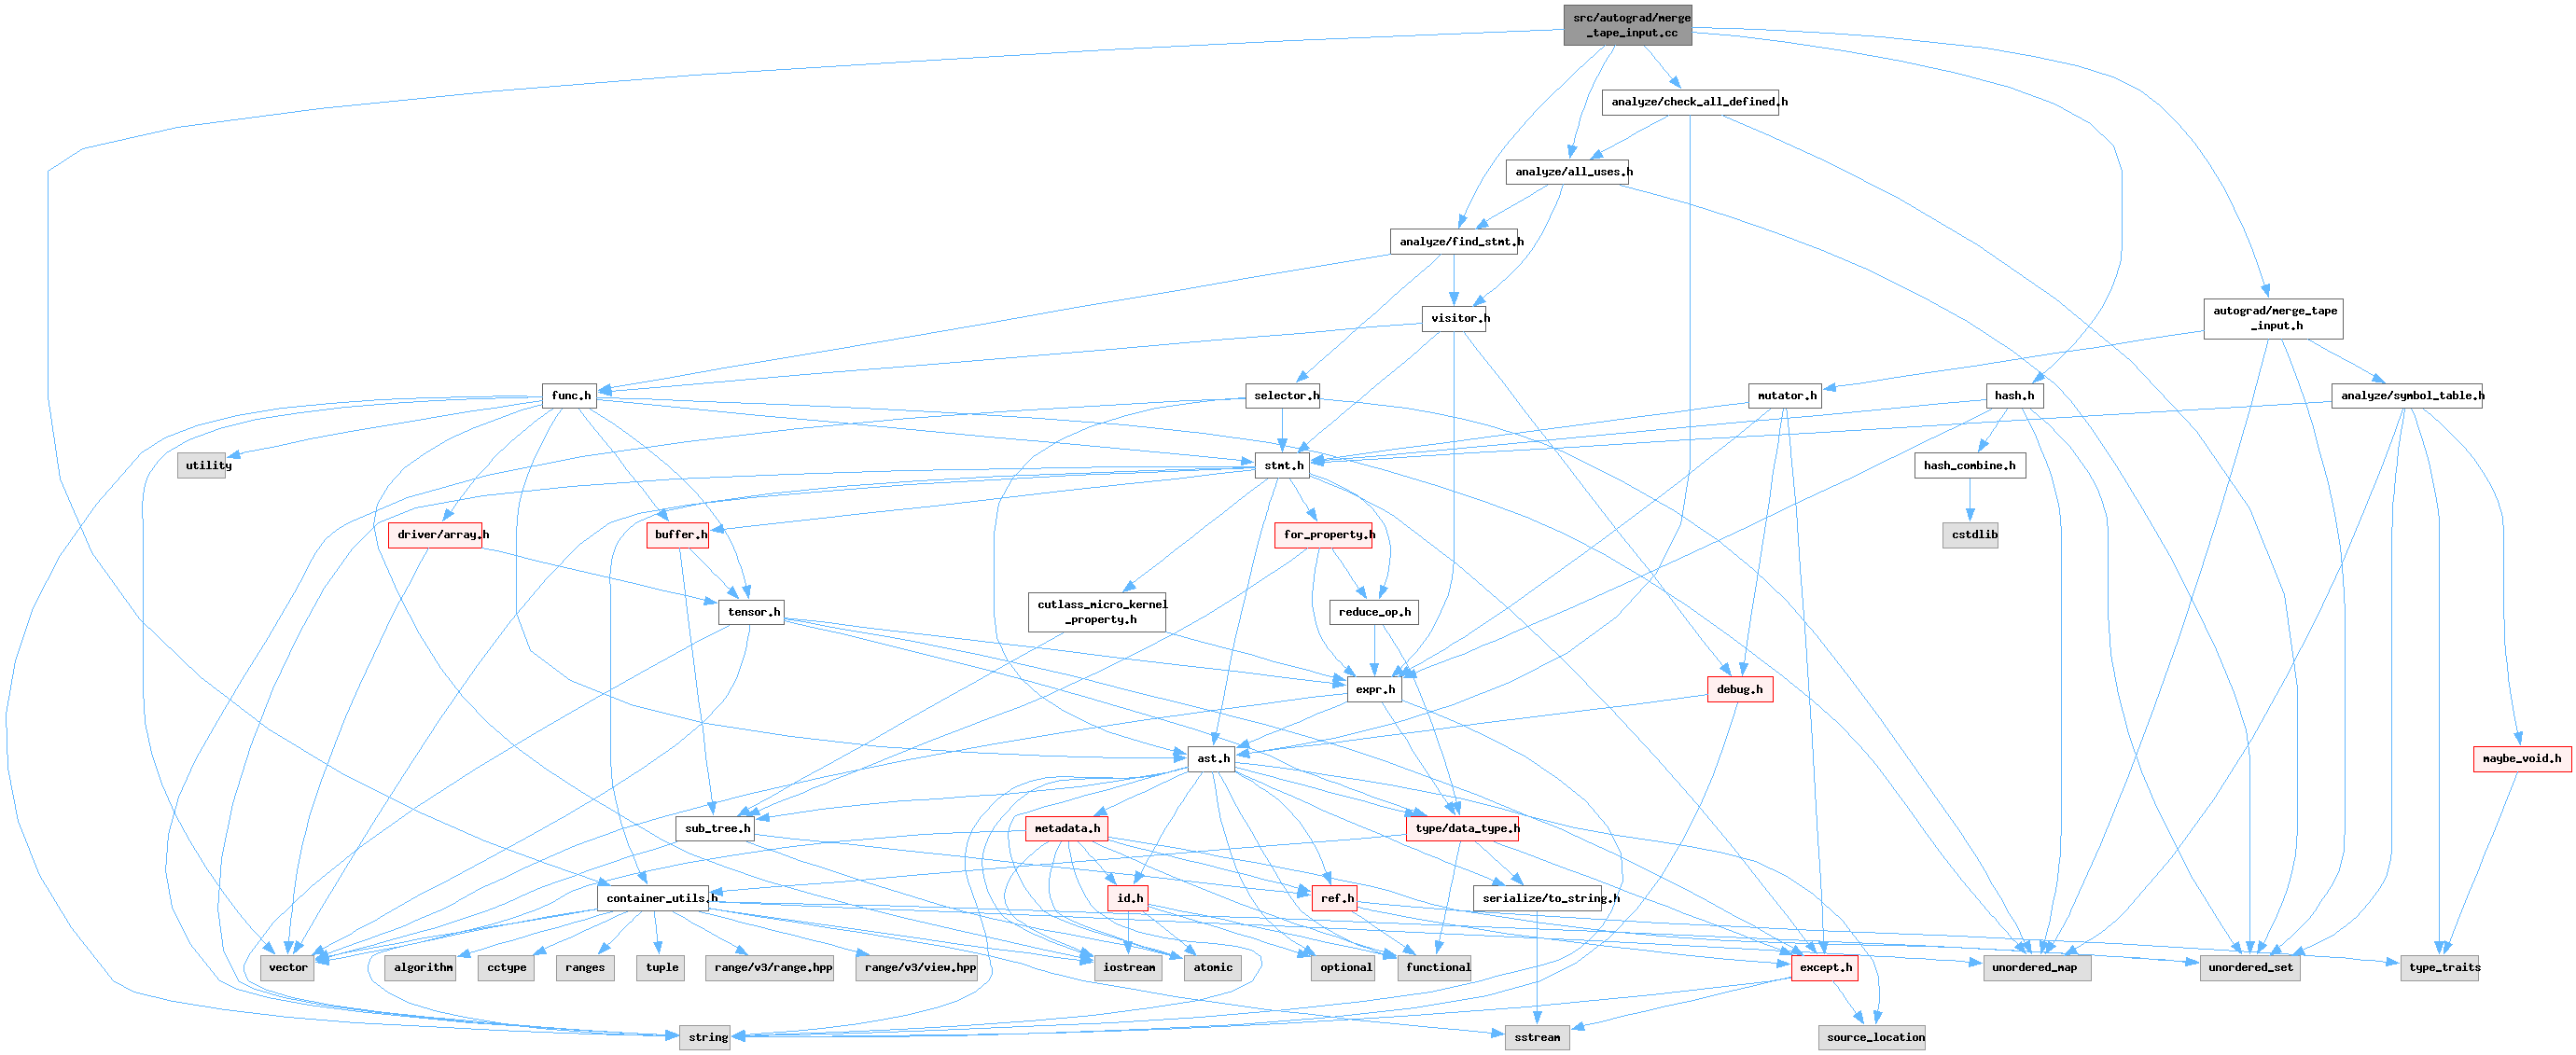 src/autograd/merge
_tape_input.cc
analyze/check_all_defined.h
analyze/all_uses.h
analyze/find_stmt.h
visitor.h
autograd/merge_tape
_input.h
func.h
selector.h
mutator.h
hash.h
analyze/symbol_table.h
utility
stmt.h
hash_combine.h
driver/array.h
buffer.h
for_property.h
cstdlib
tensor.h
cutlass_micro_kernel
_property.h
reduce_op.h
expr.h
debug.h
ast.h
maybe_void.h
sub_tree.h
metadata.h
type/data_type.h
container_utils.h
id.h
ref.h
serialize/to_string.h
vector
algorithm
cctype
ranges
tuple
range/v3/range.hpp
range/v3/view.hpp
iostream
atomic
optional
functional
except.h
unordered_map
unordered_set
type_traits
string
sstream
source_location